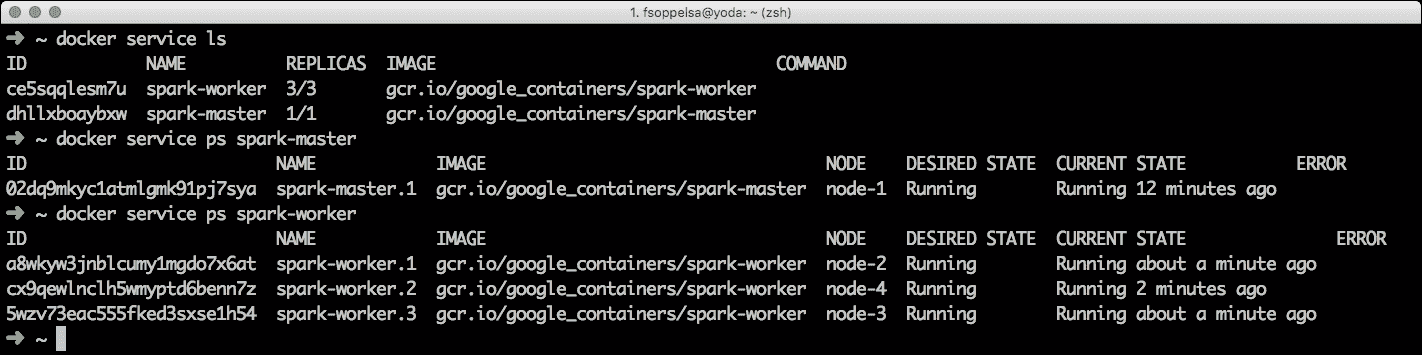 1. fsoppelsa@yoda: ~ (zsh)
➜ ~ docker service ls
ID NAME REPLICAS IMAGE COMMAND
ce5sqqlesm7u spark-worker 3/3 gcr.io/google_containers/spark-worker
dhllxboaybxw spark-master 1/1 gcr.io/google_containers/spark-master
➜ ~ docker service ps spark-master
ID NAME IMAGE NODE DESIRED STATE CURRENT STATE ERROR
02dq9mkyc1atmlgmk91pj7sya spark-master.1 gcr.io/google_containers/spark-master node-1 Running Running 12 minutes ago
➜ ~ docker service ps spark-worker
ID NAME IMAGE NODE DESIRED STATE CURRENT STATE ERROR
a8wkyw3jnblcumy1mgdo7x6at spark-worker.1 gcr.io/google_containers/spark-worker node-2 Running Running about a minute ago
cx9qewlnclh5wmyptd6benn7z spark-worker.2 gcr.io/google_containers/spark-worker node-4 Running Running 2 minutes ago
5wzv73eac555fked3sxse1h54 spark-worker.3 gcr.io/google_containers/spark-worker node-3 Running Running about a minute ago
➜ ~